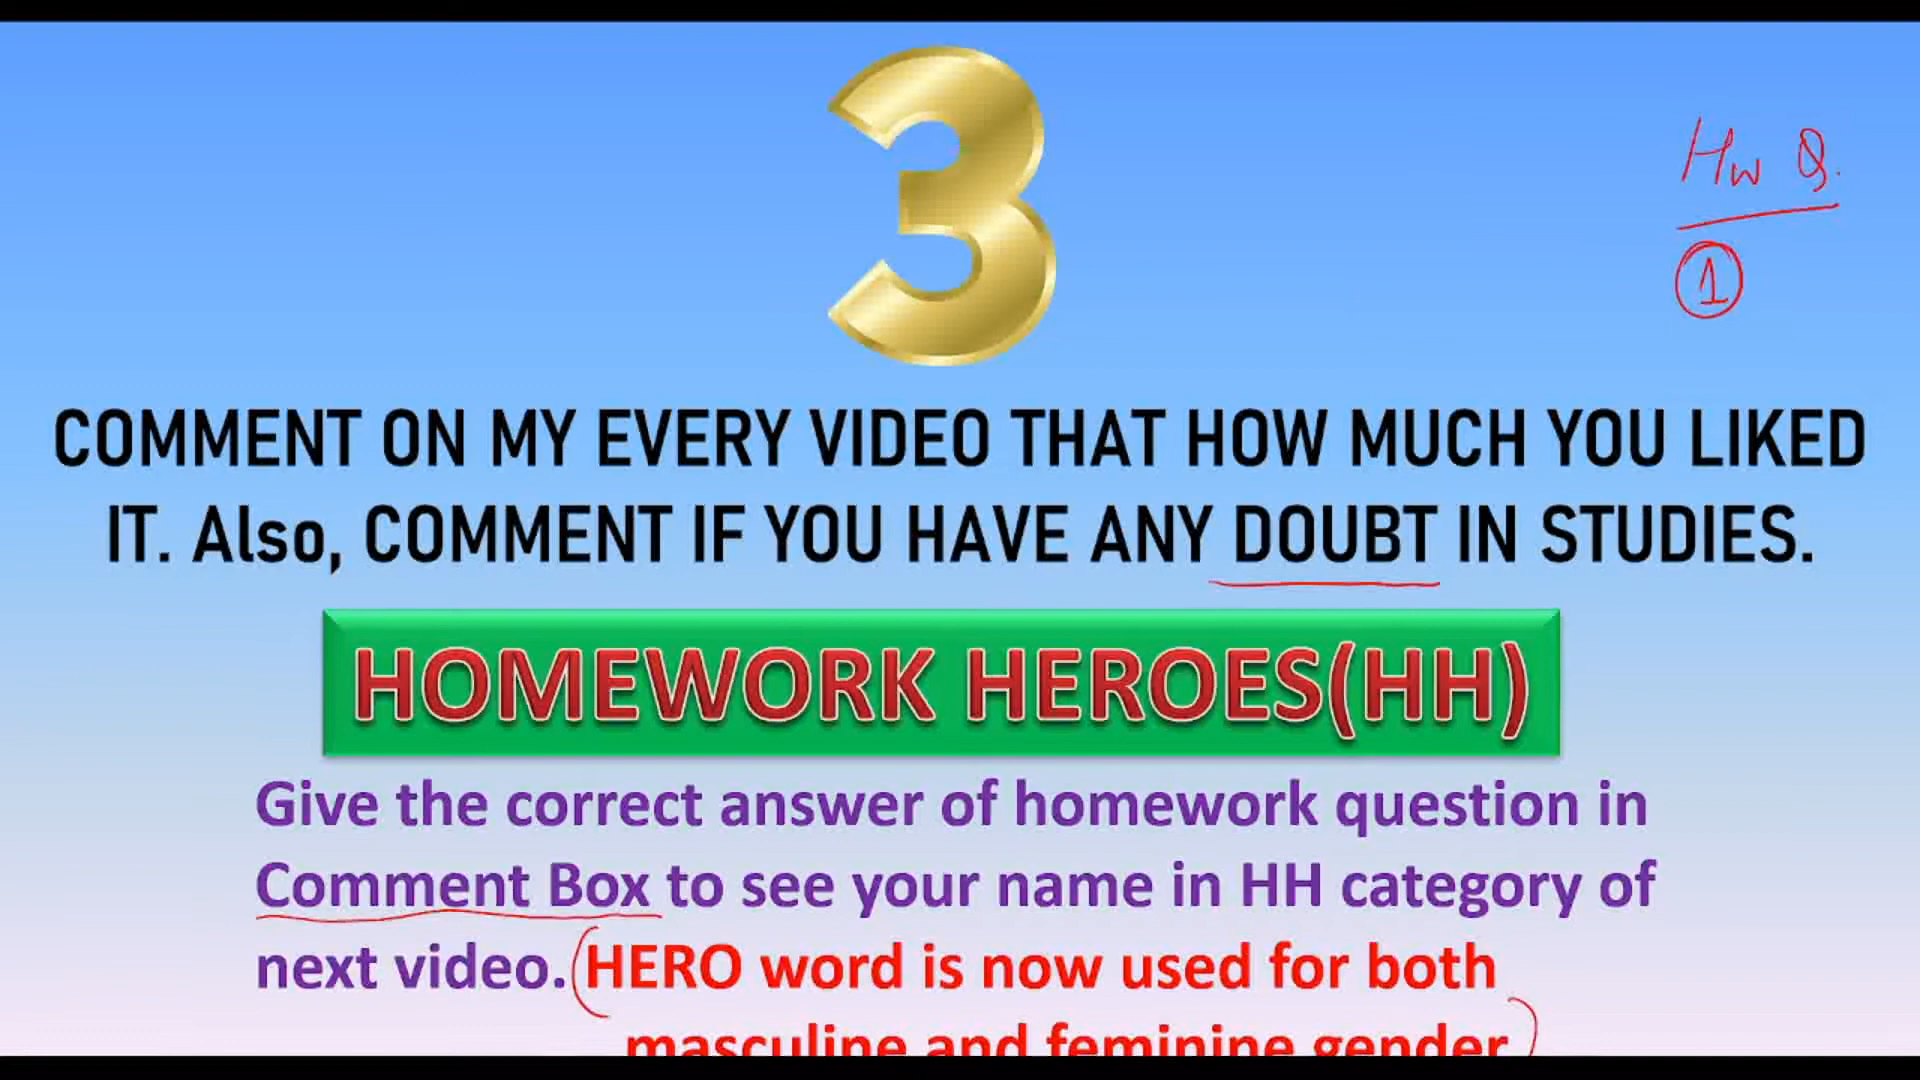 3
Hw Q.
1
COMMENT ON MY EVERY VIDEO THAT HOW MUCH YOU LIKED
IT. Also, COMMENT IF YOU HAVE ANY DOUBT IN STUDIES.
HOMEWORK HEROES(HH)
Give the correct answer of homework question in
Comment Box to see your name in HH category of
next video. (HERO word is now used for both
masculine and feminine gender)